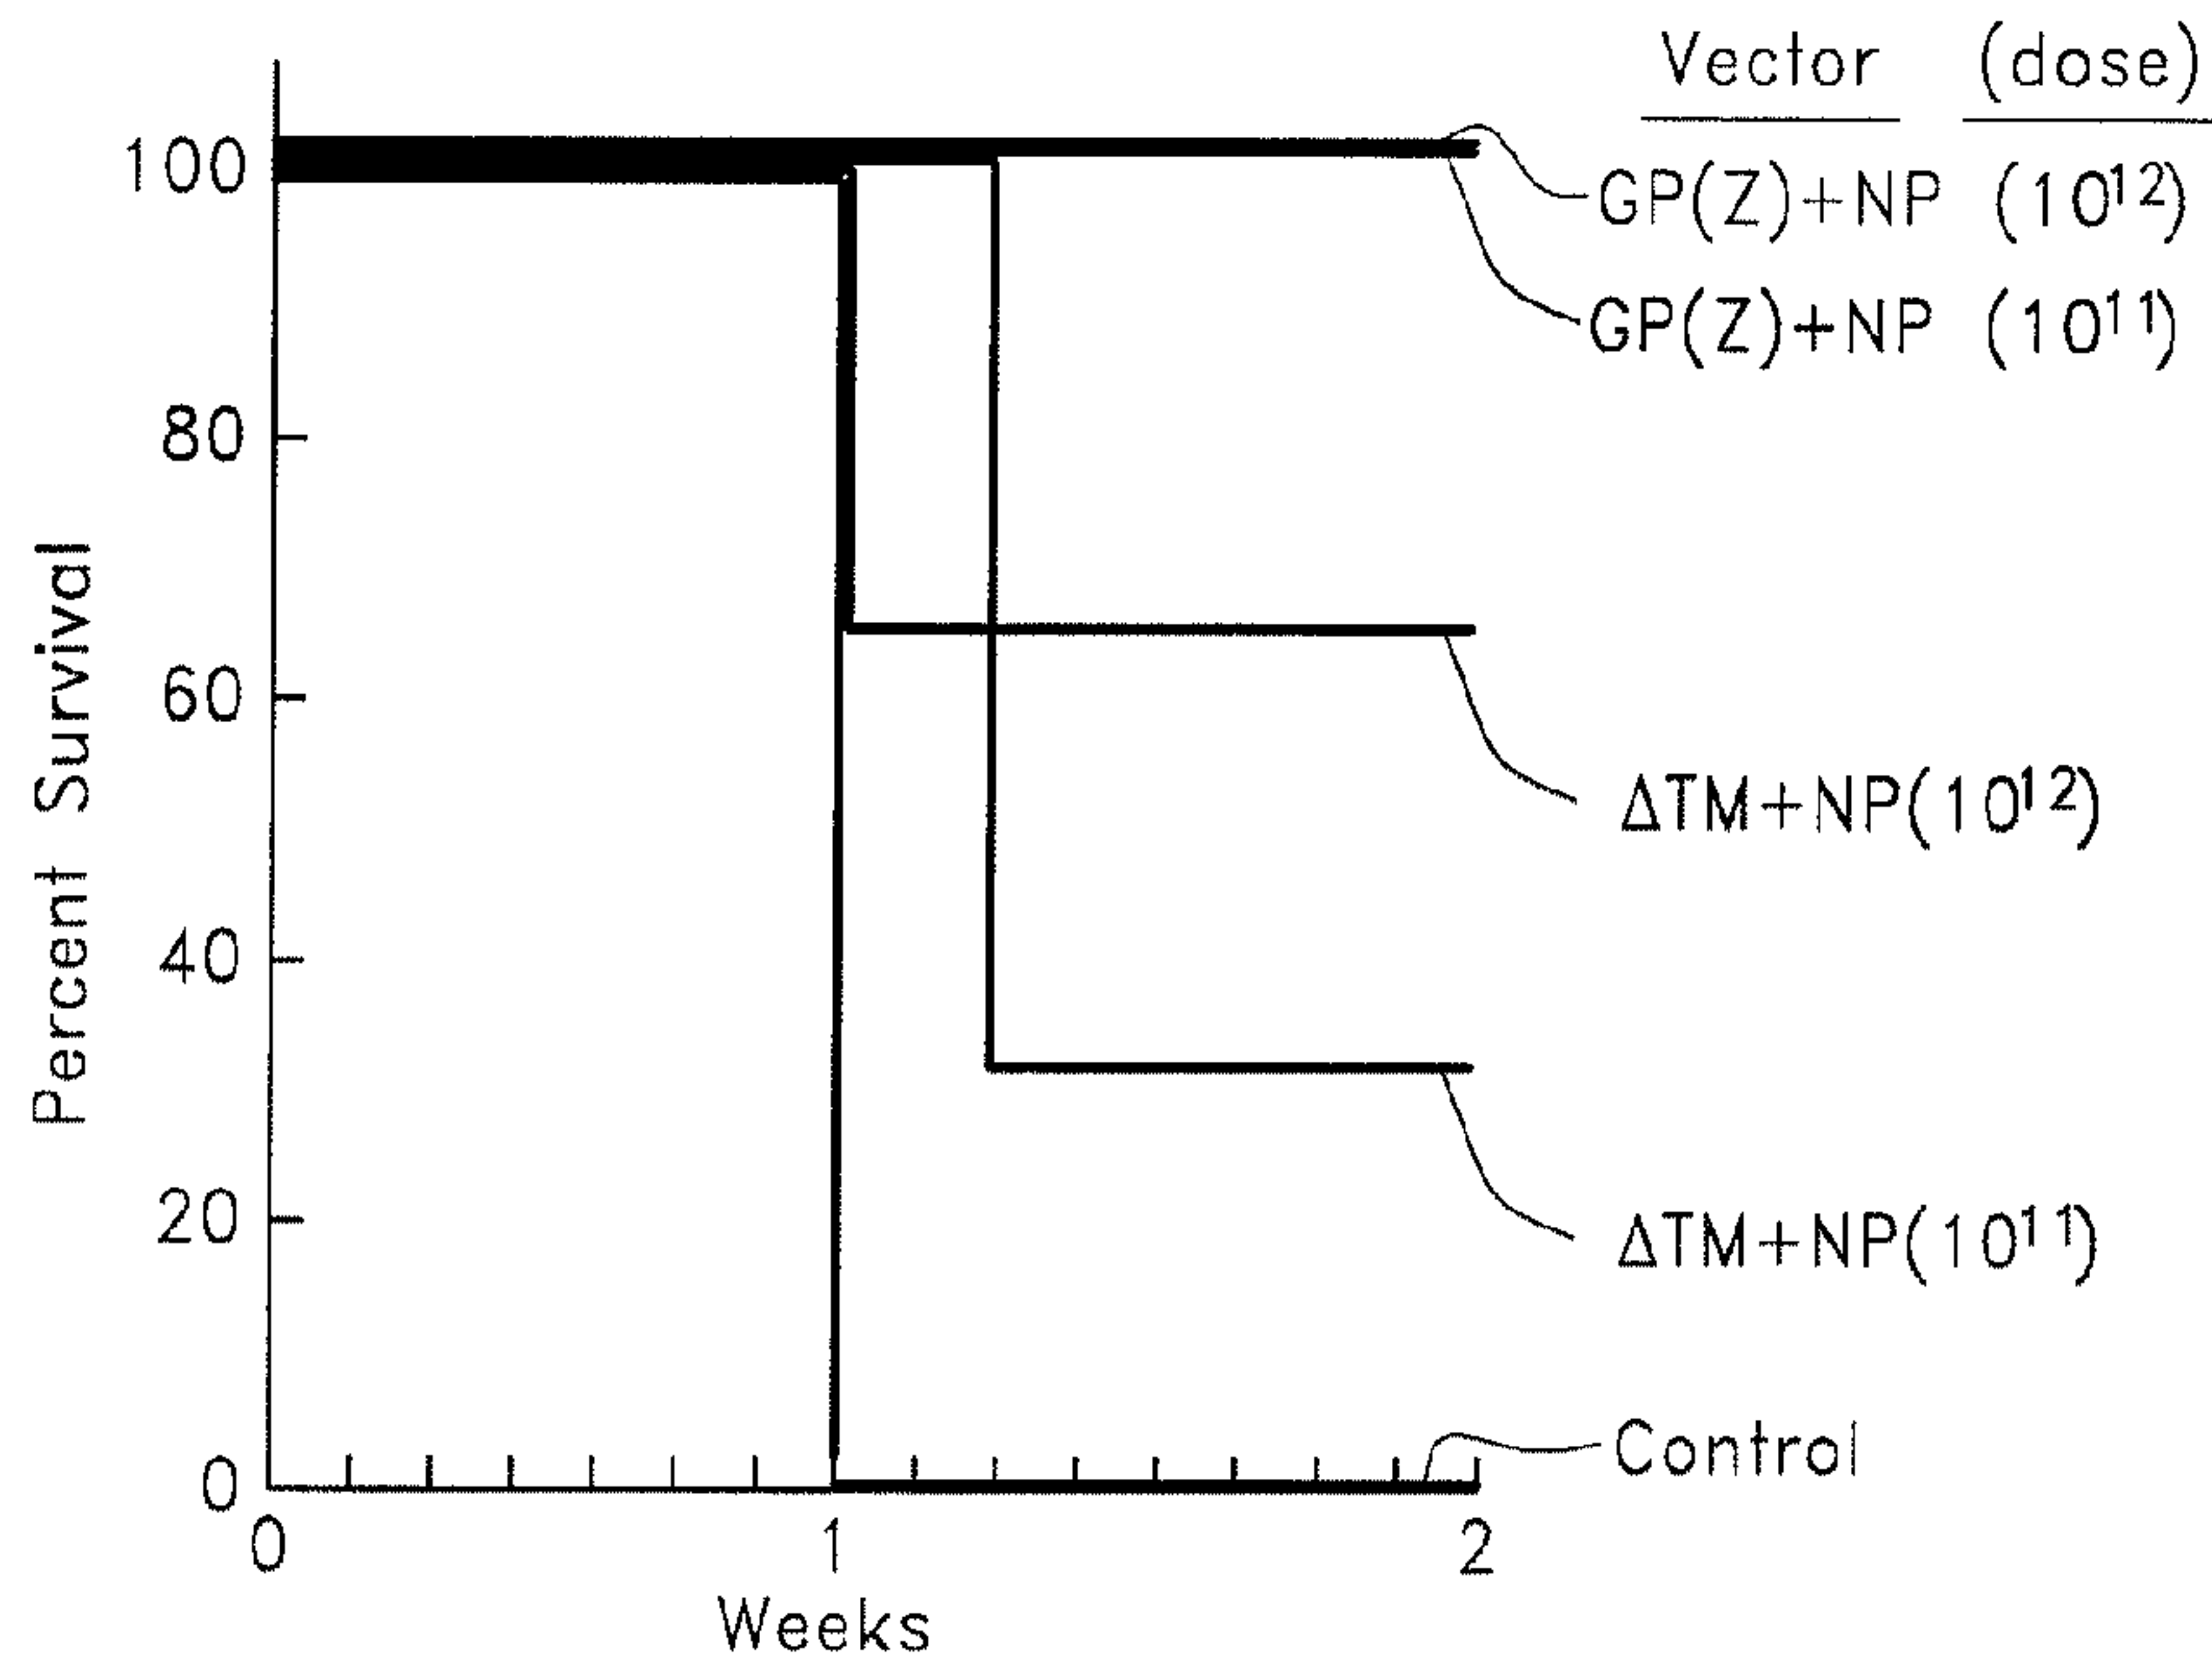 Vector (dose)
100
GP(Z)+NP (10¹²)
GP(Z)+NP (10¹¹)
80
60
ΔTM+NP(10¹²)
40
20
ΔTM+NP(10¹¹)
Control
0
0 1 2
Weeks
Percent Survival